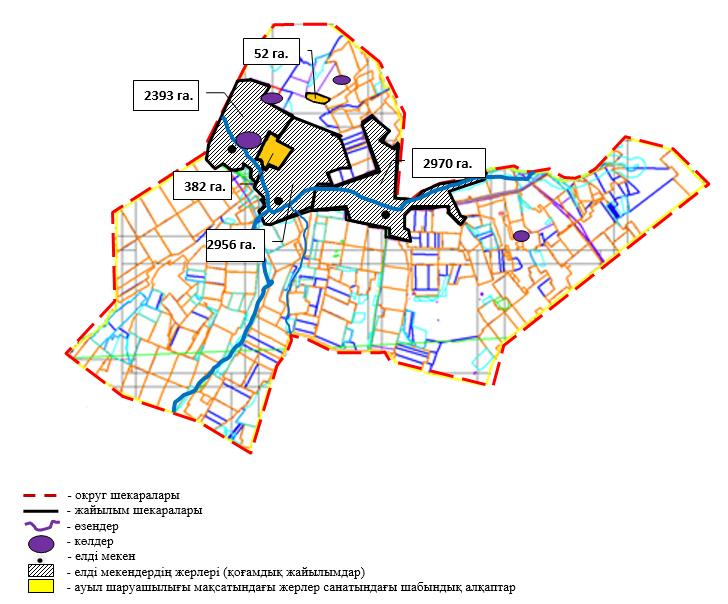 52 га.
2393 га.
2970 га.
382 га.
2956 га.
- округ шекаралары
- жайылым шекаралары
- өзендер
- көлдер
- елді мекен
- елді мекендердің жерлері (қоғамдық жайылымдар)
- ауыл шаруашылығы мақсатындағы жерлер санатындағы шабындық алқаптар